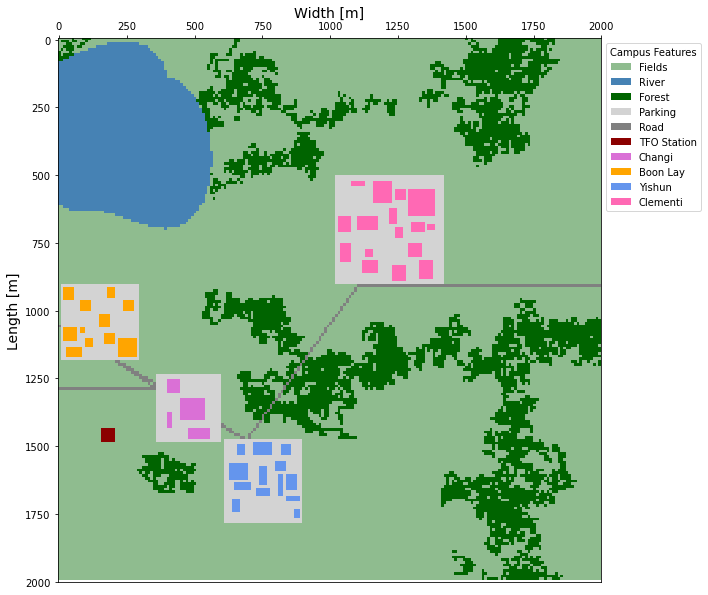 Width [m]
0 250 500 750 1000 1250 1500 1750 2000
Length [m]
0
250
500
750
1000
1250
1500
1750
2000
Campus Features
Fields
River
Forest
Parking
Road
TFO Station
Changi
Boon Lay
Yishun
Clementi